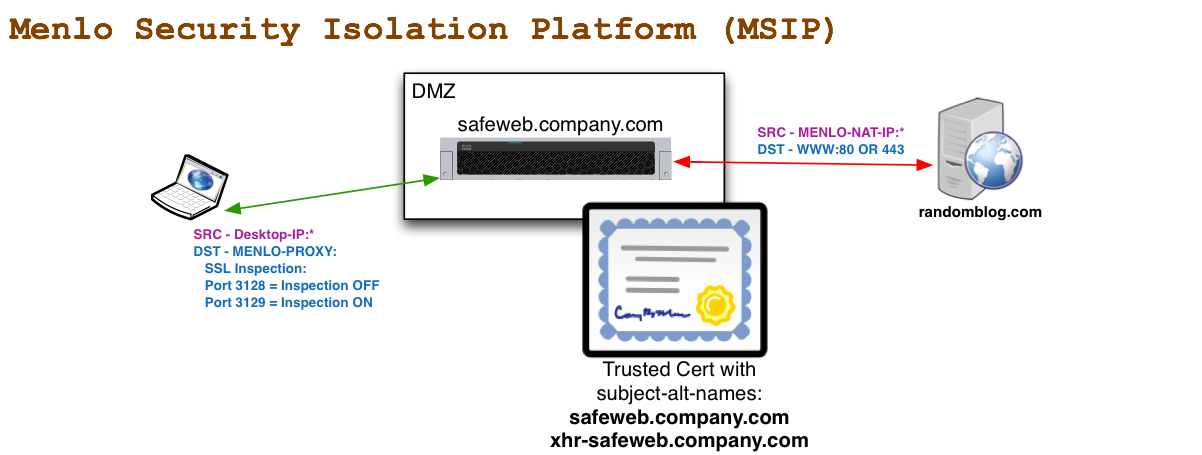 Menlo Security Isolation Platform (MSIP)
DMZ
safeweb.company.com
SRC - MENLO-NAT-IP:*
DST - WWW:80 OR 443
randomblog.com
SRC - Desktop-IP:*
DST - MENLO-PROXY:
SSL Inspection:
Port 3128 = Inspection OFF
Port 3129 = Inspection ON
Trusted Cert with
subject-alt-names:
safeweb.company.com
xhr-safeweb.company.com